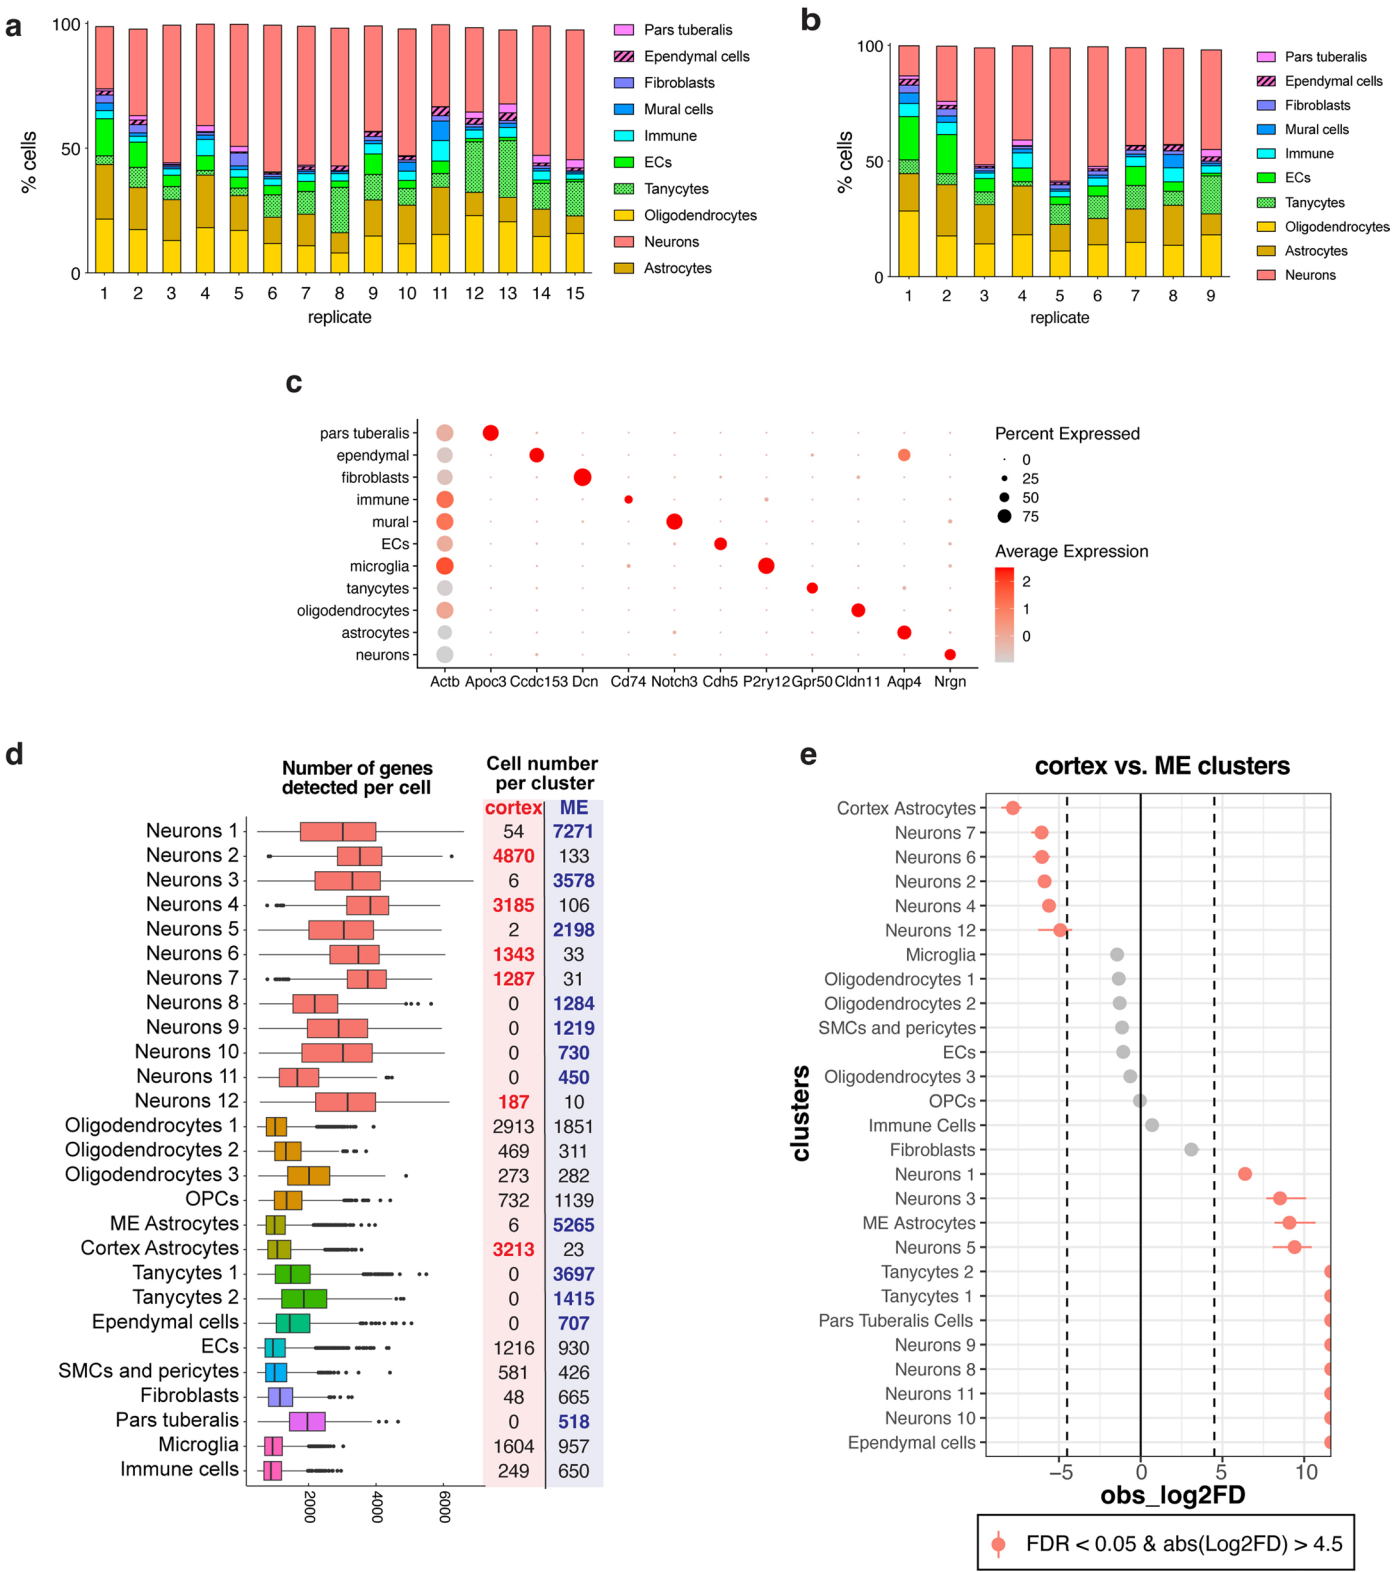 a
100
50
0
% cells
1 2 3 4 5 6 7 8 9 10 11 12 13 14 15
replicate
Pars tuberalis
Ependymal cells
Fibroblasts
Mural cells
Immune
ECs
Tanycytes
Oligodendrocytes
Neurons
Astrocytes
b
100
50
0
% cells
1 2 3 4 5 6 7 8 9
replicate
Pars tuberalis
Ependymal cells
Fibroblasts
Mural cells
Immune
ECs
Tanycytes
Oligodendrocytes
Astrocytes
Neurons
c
pars tuberalis
ependymal
fibroblasts
immune
mural
ECs
microglia
tanycytes
oligodendrocytes
astrocytes
neurons
Actb Apoc3 Ccdc153 Dcn Cd74 Notch3 Cdh5 P2ry12 Gpr50 Cldn11 Aqp4 Nrgn
Percent Expressed
0
25
50
75
Average Expression
2
1
0
d
Number of genes
detected per cell
Cell number
per cluster
cortex ME
Neurons 1 54 7271
Neurons 2 4870 133
Neurons 3 6 3578
Neurons 4 3185 106
Neurons 5 2 2198
Neurons 6 1343 33
Neurons 7 1287 31
Neurons 8 0 1284
Neurons 9 0 1219
Neurons 10 0 730
Neurons 11 0 450
Neurons 12 187 10
Oligodendrocytes 1 2913 1851
Oligodendrocytes 2 469 311
Oligodendrocytes 3 273 282
OPCs 732 1139
ME Astrocytes 6 5265
Cortex Astrocytes 3213 23
Tanycytes 1 0 3697
Tanycytes 2 0 1415
Ependymal cells 0 707
ECs 1216 930
SMCs and pericytes 581 426
Fibroblasts 48 665
Pars tuberalis 0 518
Microglia 1604 957
Immune cells 249 650
2000 4000 6000
e
cortex vs. ME clusters
clusters
Cortex Astrocytes
Neurons 7
Neurons 6
Neurons 2
Neurons 4
Neurons 12
Microglia
Oligodendrocytes 1
Oligodendrocytes 2
SMCs and pericytes
ECs
Oligodendrocytes 3
OPCs
Immune Cells
Fibroblasts
Neurons 1
Neurons 3
ME Astrocytes
Neurons 5
Tanycytes 2
Tanycytes 1
Pars Tuberalis Cells
Neurons 9
Neurons 8
Neurons 11
Neurons 10
Ependymal cells
−5 0 5 10
obs_log2FD
FDR < 0.05 & abs(Log2FD) > 4.5